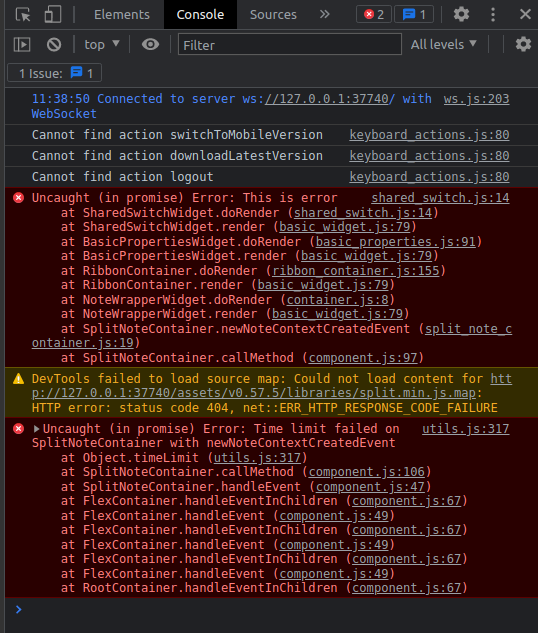 Elements Console Sources 2 1
top Filter All levels
1 Issue: 1
11:38:50 Connected to server ws://127.0.0.1:37740/ with ws.js:203
WebSocket
Cannot find action switchToMobileVersion keyboard_actions.js:80
Cannot find action downloadLatestVersion keyboard_actions.js:80
Cannot find action logout keyboard_actions.js:80
Uncaught (in promise) Error: This is error shared_switch.js:14
at SharedSwitchWidget.doRender (shared_switch.js:14)
at SharedSwitchWidget.render (basic_widget.js:79)
at BasicPropertiesWidget.doRender (basic_properties.js:91)
at BasicPropertiesWidget.render (basic_widget.js:79)
at RibbonContainer.doRender (ribbon_container.js:155)
at RibbonContainer.render (basic_widget.js:79)
at NoteWrapperWidget.doRender (container.js:8)
at NoteWrapperWidget.render (basic_widget.js:79)
at SplitNoteContainer.newNoteContextCreatedEvent (split_note_c
ontainer.js:19)
at SplitNoteContainer.callMethod (component.js:97)
DevTools failed to load source map: Could not load content for htt
p://127.0.0.1:37740/assets/v0.57.5/libraries/split.min.js.map:
HTTP error: status code 404, net::ERR_HTTP_RESPONSE_CODE_FAILURE
Uncaught (in promise) Error: Time limit failed on utils.js:317
SplitNoteContainer with newNoteContextCreatedEvent
at Object.timeLimit (utils.js:317)
at SplitNoteContainer.callMethod (component.js:106)
at SplitNoteContainer.handleEvent (component.js:47)
at FlexContainer.handleEventInChildren (component.js:67)
at FlexContainer.handleEvent (component.js:49)
at FlexContainer.handleEventInChildren (component.js:67)
at FlexContainer.handleEvent (component.js:49)
at FlexContainer.handleEventInChildren (component.js:67)
at FlexContainer.handleEvent (component.js:49)
at RootContainer.handleEventInChildren (component.js:67)